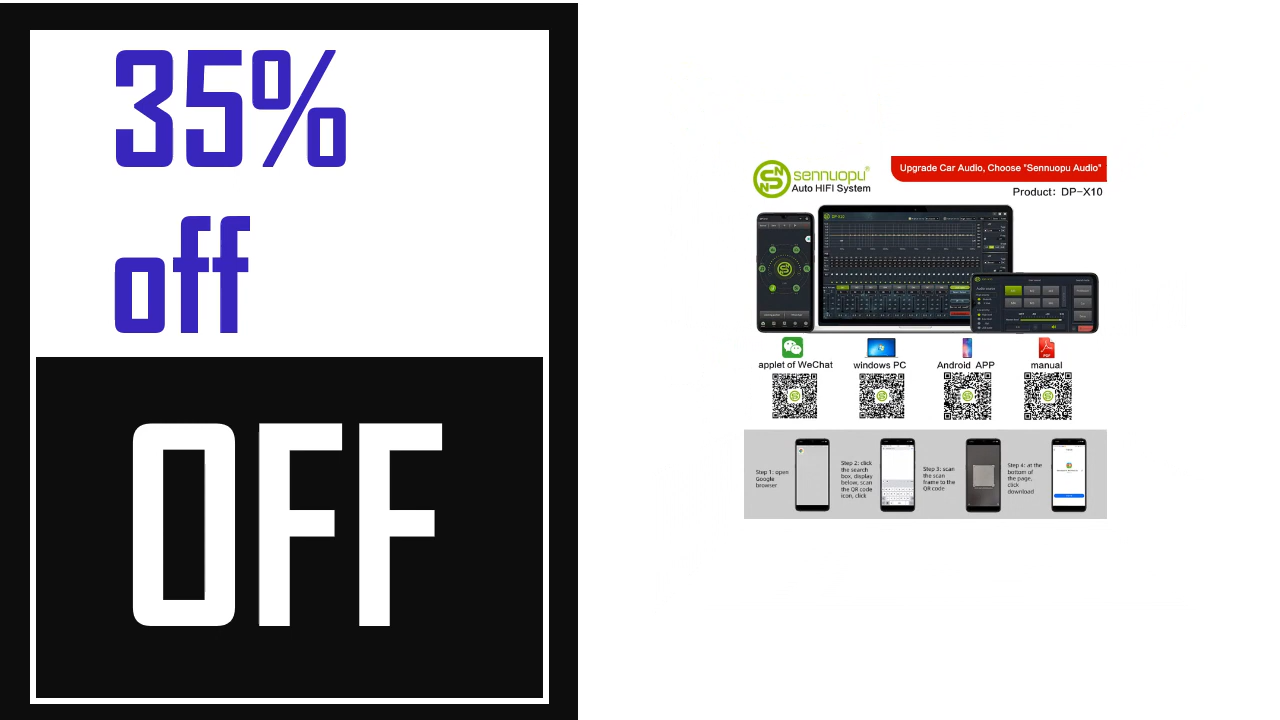 35%
off
OFF
sennuopu®
Auto HIFI System
Upgrade Car Audio, Choose "Sennuopu Audio"
Product: DP-X10
applet of WeChat
windows PC
Android APP
manual
PDF
Step 1: open
Google
browser
Step 2: click
the search
box, display
below, scan
the QR code
icon, click
Step 3: scan
the scan
frame to the
QR code
Step 4: at the
bottom of
the page,
click
download